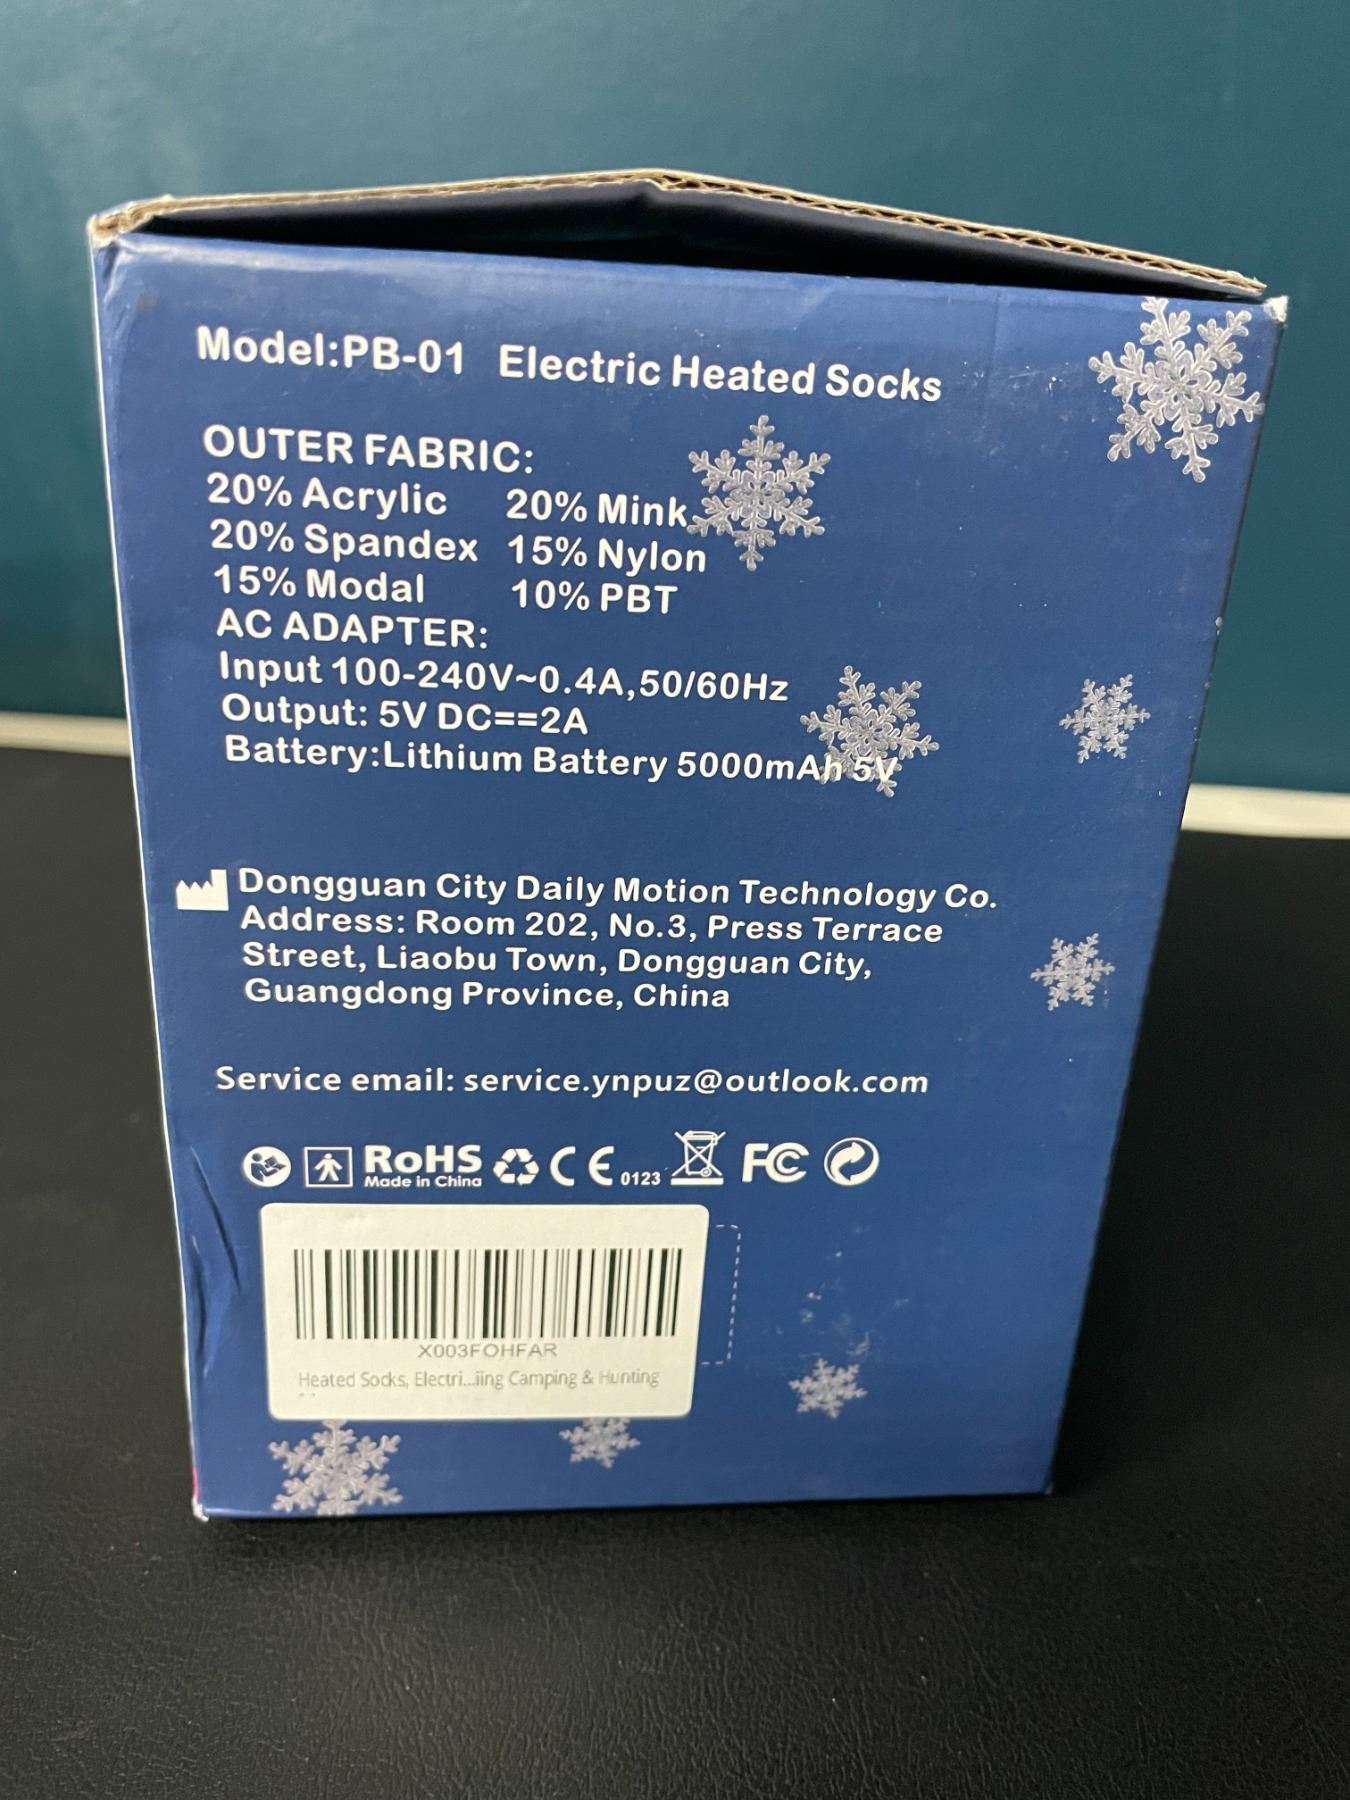 Model:PB-01 Electric Heated Socks
OUTER FABRIC:
20% Acrylic 20% Mink
20% Spandex 15% Nylon
15% Modal 10% PBT
AC ADAPTER:
Input 100-240V~0.4A,50/60Hz
Output: 5V DC==2A
Battery:Lithium Battery 5000mAh 5V
Dongguan City Daily Motion Technology Co.
Address: Room 202, No.3, Press Terrace
Street, Liaobu Town, Dongguan City,
Guangdong Province, China
Service email: service.ynpuz@outlook.com
RoHS CE 0123 FC
Made in China
X003FOHFAR
Heated Socks, Electri...iing Camping & Hunting